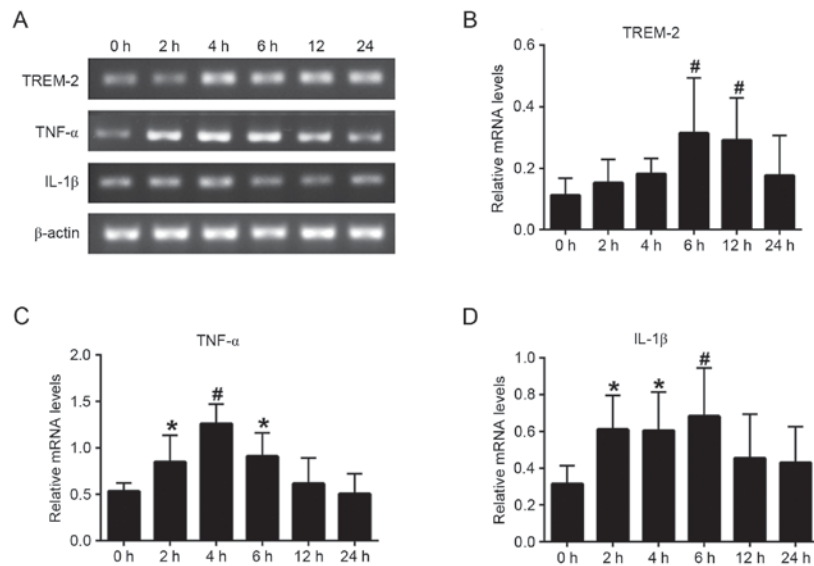 A
0 h 2 h 4 h 6 h 12 24
TREM-2
TNF-α
IL-1β
β-actin
B
TREM-2
Relative mRNA levels
0.6
0.4
0.2
0.0
# #
0 h 2 h 4 h 6 h 12 h 24 h
C
TNF-α
Relative mRNA levels
2.0
1.5
1.0
0.5
0.0
* # *
0 h 2 h 4 h 6 h 12 h 24 h
D
IL-1β
Relative mRNA levels
1.0
0.8
0.6
0.4
0.2
0.0
* * #
0 h 2 h 4 h 6 h 12 h 24 h